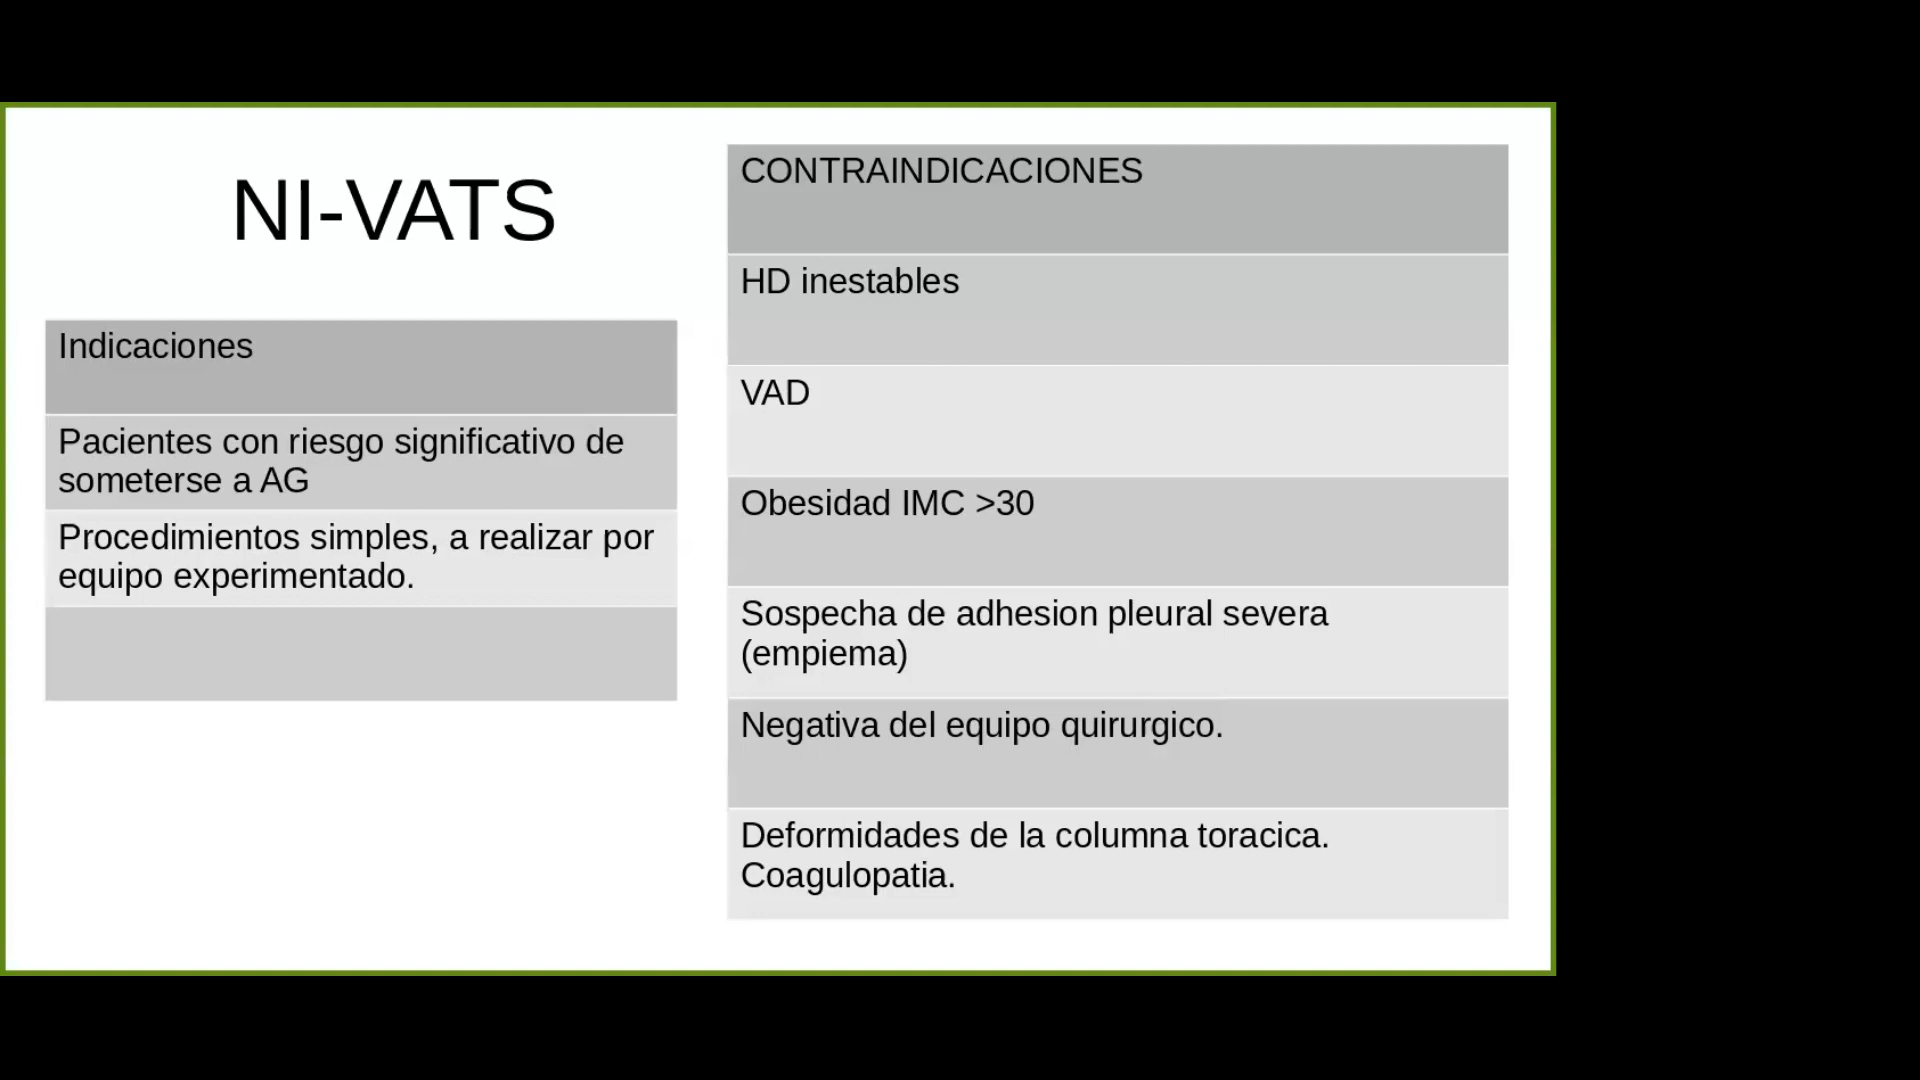 NI-VATS
Indicaciones
Pacientes con riesgo significativo de
someterse a AG
Procedimientos simples, a realizar por
equipo experimentado.
CONTRAINDICACIONES
HD inestables
VAD
Obesidad IMC >30
Sospecha de adhesion pleural severa
(empiema)
Negativa del equipo quirurgico.
Deformidades de la columna toracica.
Coagulopatia.